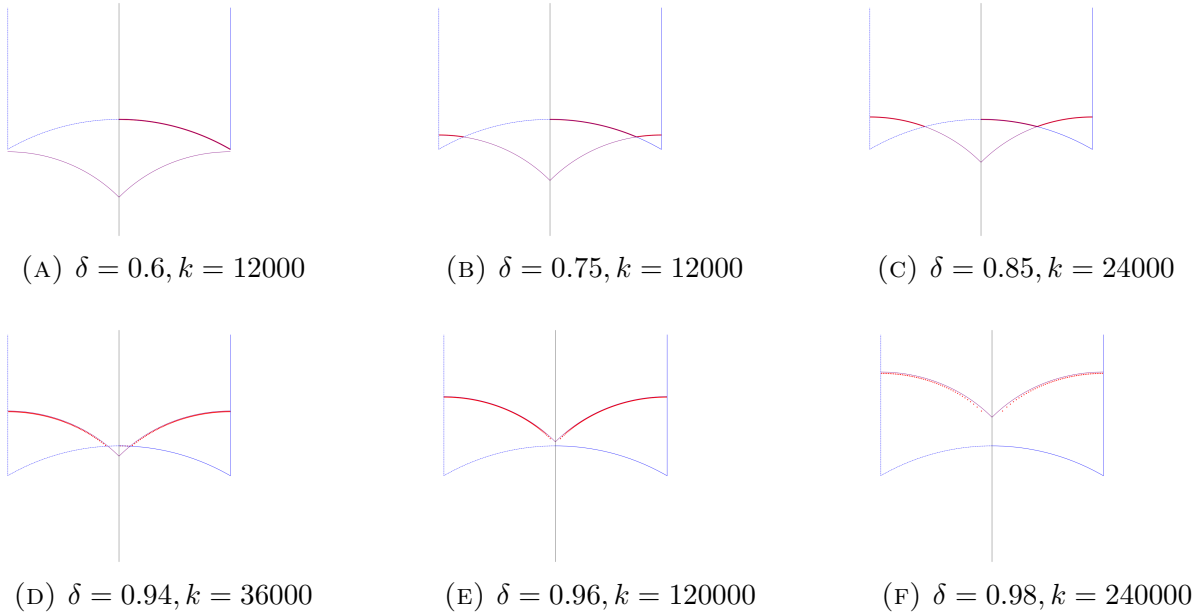 (A) δ = 0.6, k = 12000
(B) δ = 0.75, k = 12000
(C) δ = 0.85, k = 24000
(D) δ = 0.94, k = 36000
(E) δ = 0.96, k = 120000
(F) δ = 0.98, k = 240000